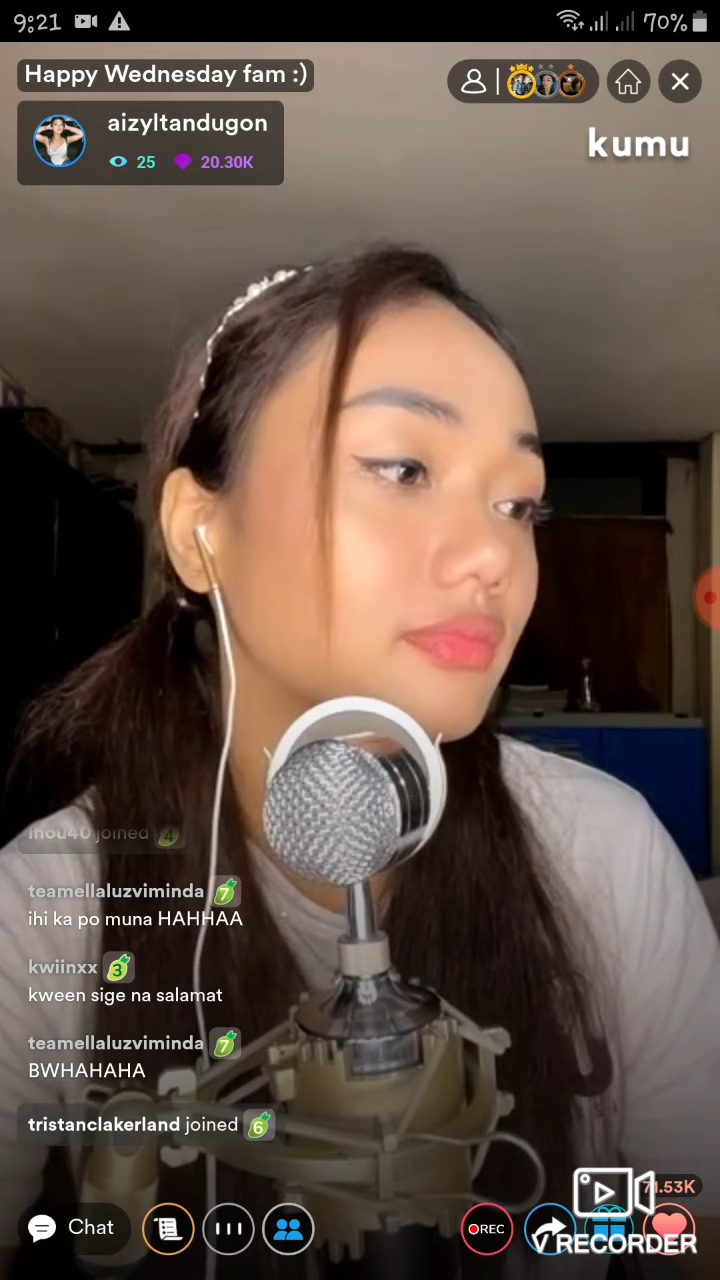 9:21
70%
Happy Wednesday fam :)
aizyltandugon
25
20.30K
kumu
lhou40 joined 4
teamellaluzviminda 7
ihi ka po muna HAHHAA
kwiinxx 3
kween sige na salamat
teamellaluzviminda 7
BWHAHAHA
tristanclakerland joined 6
71.53K
Chat
REC
V RECORDER